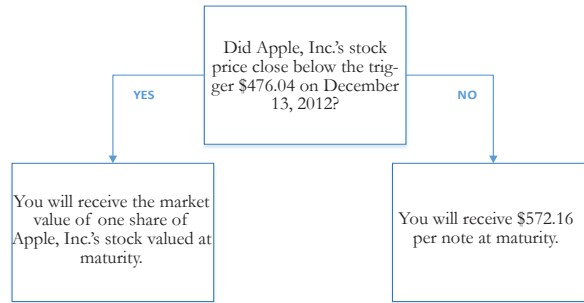 Did Apple, Inc.'s stock
price close below the trig-
ger $476.04 on December
13, 2012?
YES
NO
You will receive the market
value of one share of
Apple, Inc.'s stock valued at
maturity.
You will receive $572.16
per note at maturity.